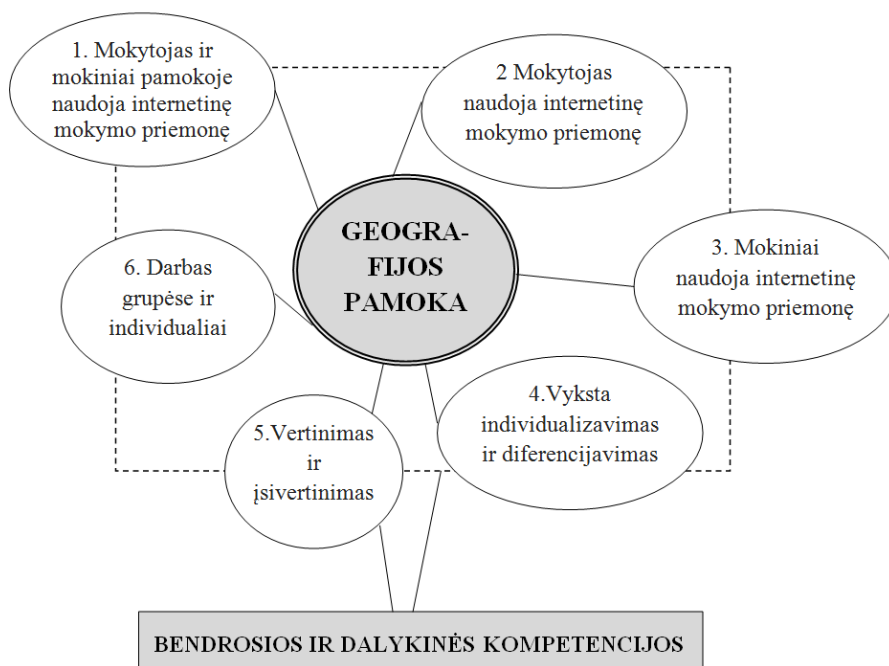 1. Mokytojas ir
mokiniai pamokoje
naudoja internetinę
mokymo priemonę
2 Mokytojas
naudoja internetinę
mokymo priemonę
GEOGRA-
FIJOS
PAMOKA
3. Mokiniai
naudoja internetinę
mokymo priemonę
6. Darbas
grupėse ir
individualiai
4.Vyksta
individualizavimas
ir diferencijavimas
5.Vertinimas
ir
įsivertinimas
BENDROSIOS IR DALYKINĖS KOMPETENCIJOS